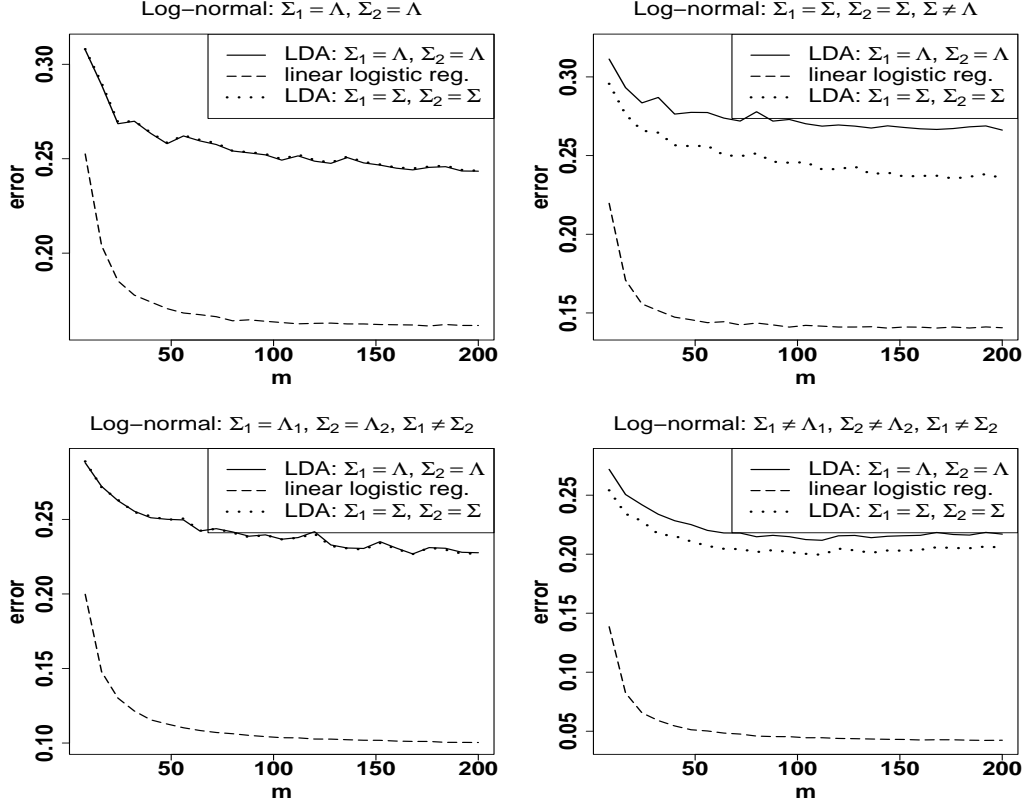 Log−normal: Σ1 = Λ, Σ2 = Λ
LDA: Σ1 = Λ, Σ2 = Λ
linear logistic reg.
LDA: Σ1 = Σ, Σ2 = Σ
error
0.30
0.25
0.20
50
100
150
200
m
Log−normal: Σ1 = Σ, Σ2 = Σ, Σ ≠ Λ
LDA: Σ1 = Λ, Σ2 = Λ
linear logistic reg.
LDA: Σ1 = Σ, Σ2 = Σ
error
0.30
0.25
0.20
0.15
50
100
150
200
m
Log−normal: Σ1 = Λ1, Σ2 = Λ2, Σ1 ≠ Σ2
LDA: Σ1 = Λ, Σ2 = Λ
linear logistic reg.
LDA: Σ1 = Σ, Σ2 = Σ
error
0.25
0.20
0.15
0.10
50
100
150
200
m
Log−normal: Σ1 ≠ Λ1, Σ2 ≠ Λ2, Σ1 ≠ Σ2
LDA: Σ1 = Λ, Σ2 = Λ
linear logistic reg.
LDA: Σ1 = Σ, Σ2 = Σ
error
0.25
0.20
0.15
0.10
0.05
50
100
150
200
m